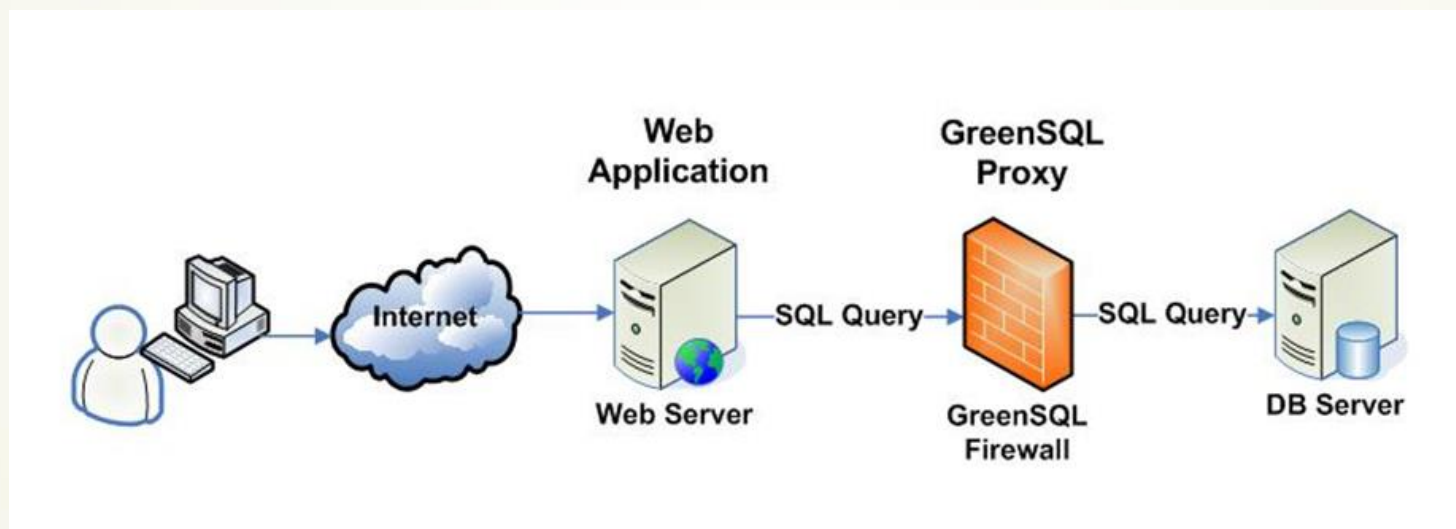 Web
Application
GreenSQL
Proxy
Internet
SQL Query
SQL Query
Web Server
GreenSQL
Firewall
DB Server